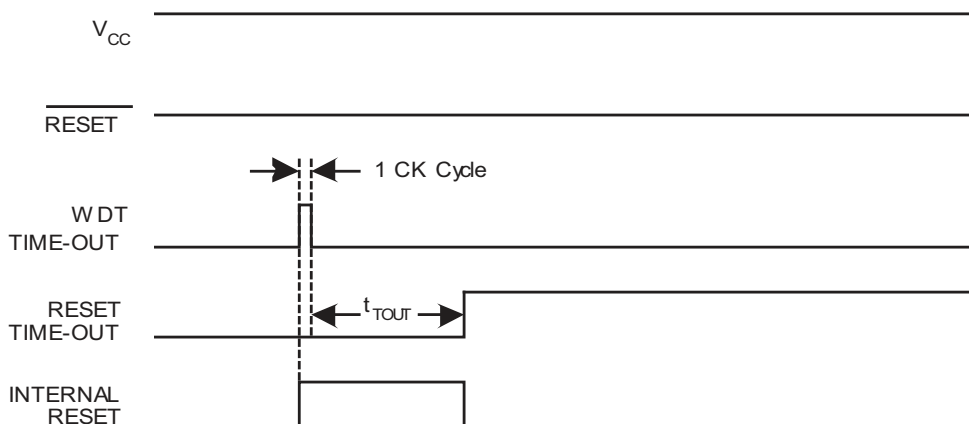 VCC
RESET
1 CK Cycle
WDT
TIME-OUT
RESET
TIME-OUT
tTOUT
INTERNAL
RESET